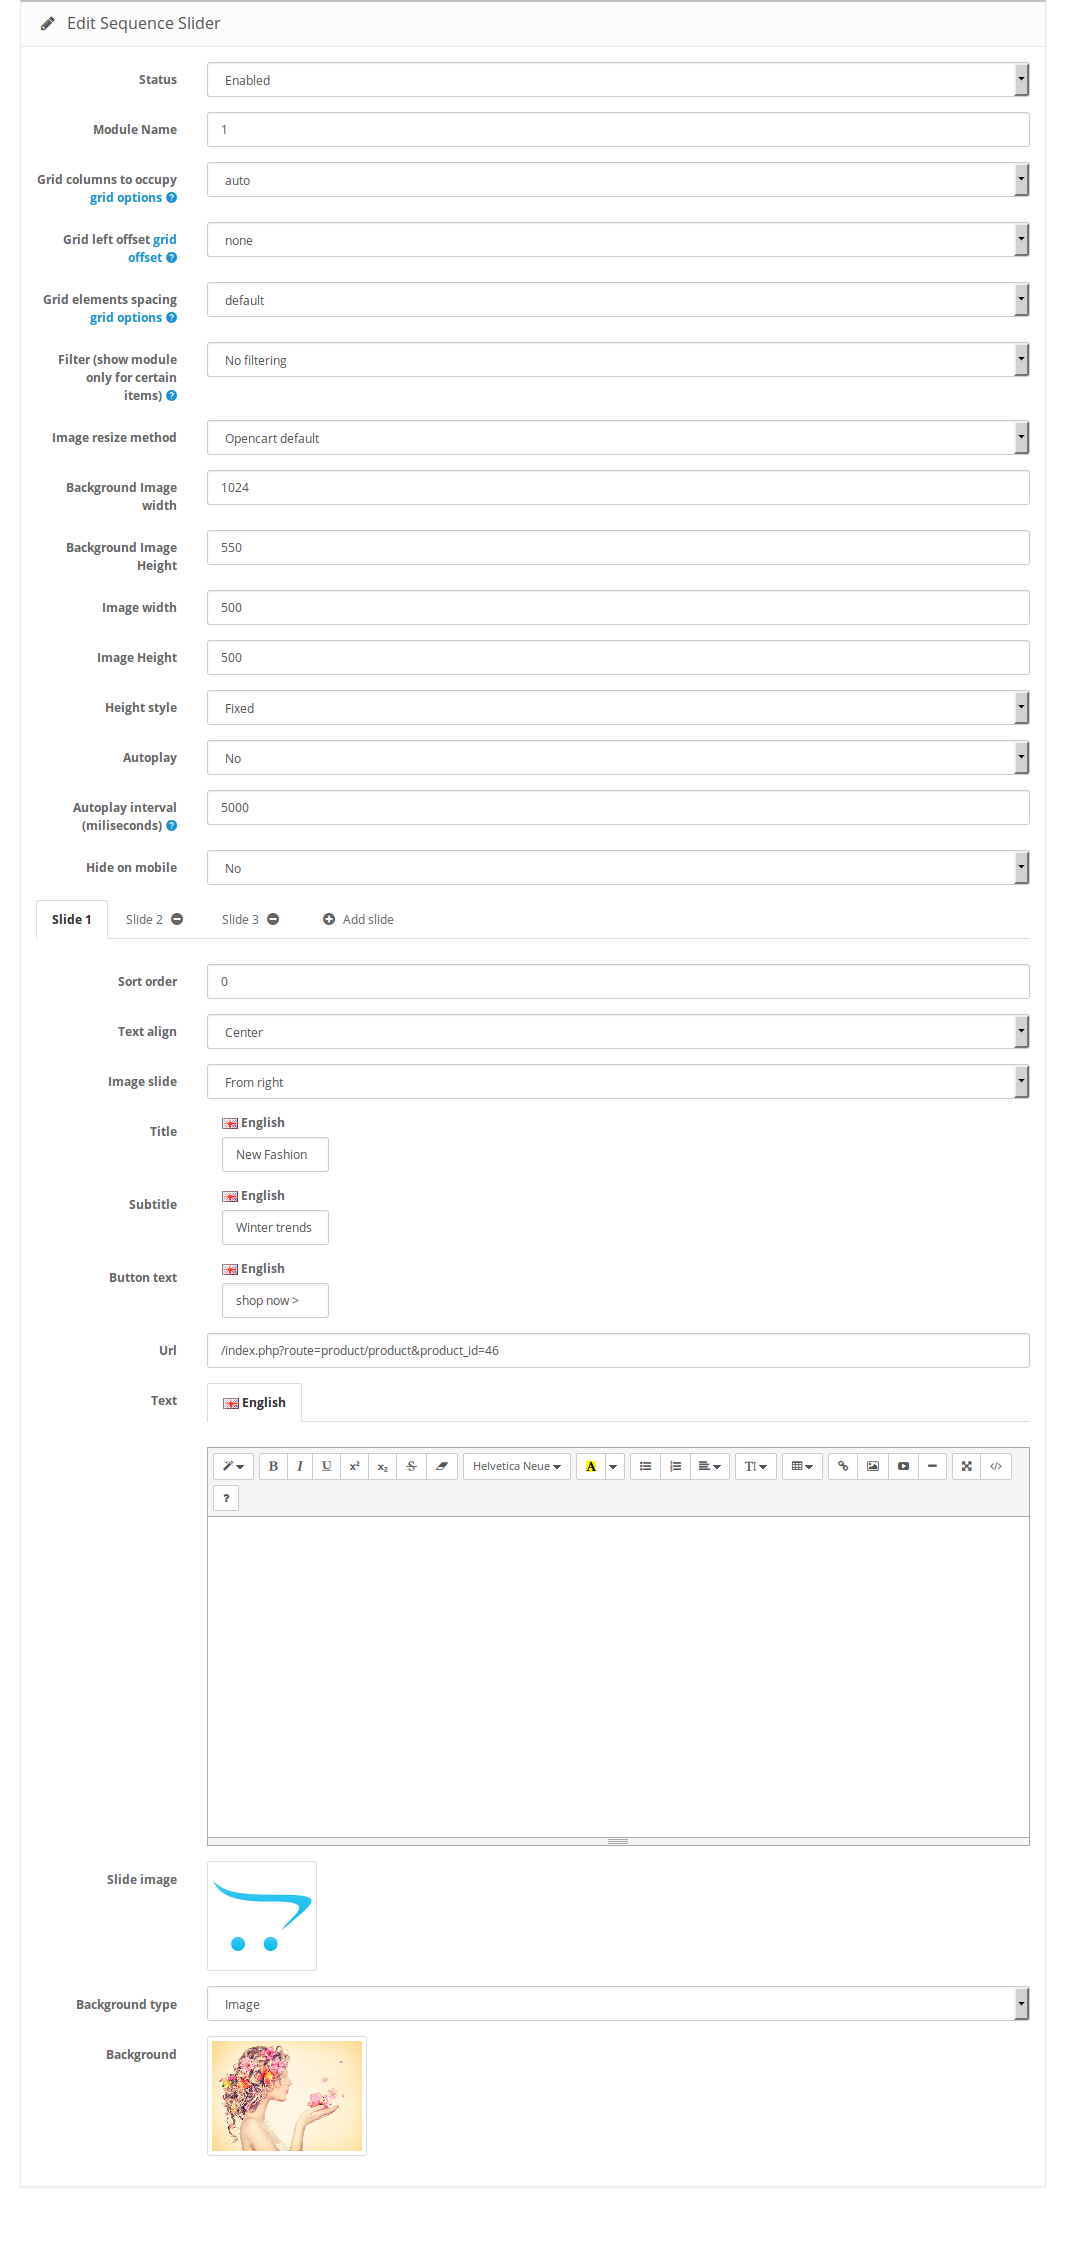 Edit Sequence Slider
Status
Enabled
Module Name
1
Grid columns to occupy
grid options ?
auto
Grid left offset grid
offset ?
none
Grid elements spacing
grid options ?
default
Filter (show module
only for certain
items) ?
No filtering
Image resize method
Opencart default
Background Image
width
1024
Background Image
Height
550
Image width
500
Image Height
500
Height style
Fixed
Autoplay
No
Autoplay interval
(miliseconds) ?
5000
Hide on mobile
No
Slide 1 Slide 2 Slide 3 Add slide
Sort order
0
Text align
Center
Image slide
From right
Title
English
New Fashion
Subtitle
English
Winter trends
Button text
English
shop now >
Url
/index.php?route=product/product&product_id=46
Text
English
B I U x² x₂ S Helvetica Neue A TI </>
?
Slide image
Background type
Image
Background